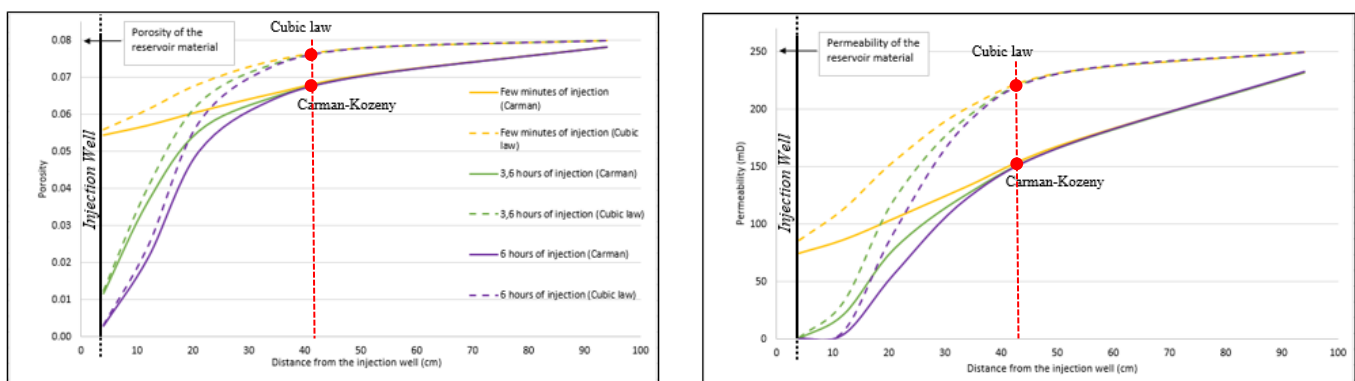 Cubic law
Porosity of the
reservoir material
0.08
0.07
0.06
0.05
0.04
0.03
0.02
0.01
0.00
Porosity
Injection Well
Carman-Kozeny
Few minutes of injection
(Carman)
Few minutes of injection (Cubic
law)
3,6 hours of injection (Carman)
3,6 hours of injection (Cubic law)
6 hours of injection (Carman)
6 hours of injection (Cubic law)
0 10 20 30 40 50 60 70 80 90 100
Distance from the injection well (cm)
Permeability of the
reservoir material
Cubic law
250
200
150
100
50
0
Permeability (mD)
Injection Well
Carman-Kozeny
0 10 20 30 40 50 60 70 80 90 100
Distance from the injection well (cm)